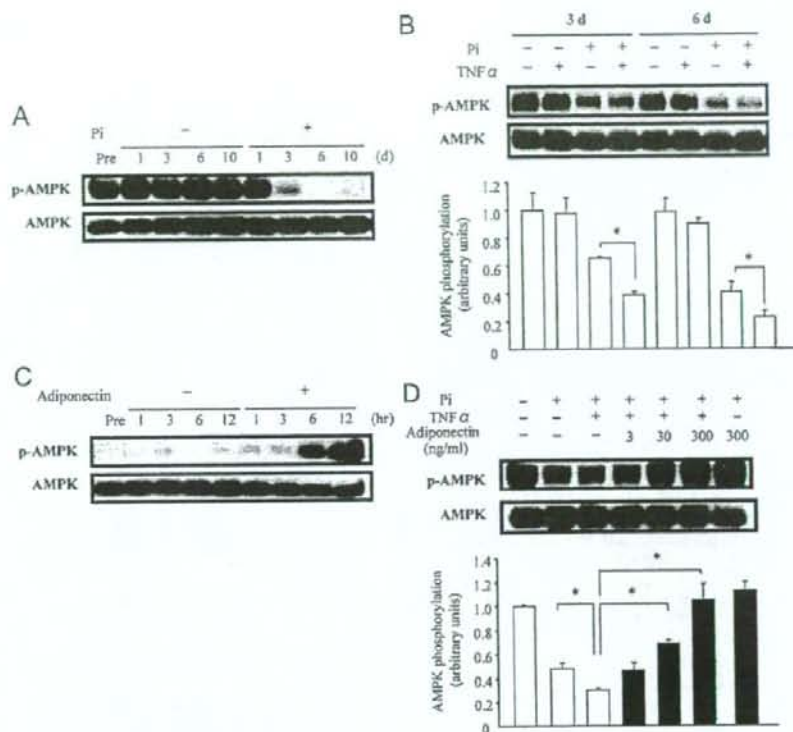 A
Pi − +
Pre 1 3 6 10 1 3 6 10 (d)
p-AMPK
AMPK
B
3 d 6 d
Pi − − + + − − + +
TNFα − + − + − + − +
p-AMPK
AMPK
AMPK phosphorylation
(arbitrary units)
1.2
1.0
0.8
0.6
0.4
0.2
0
* *
C
Adiponectin − +
Pre 1 3 6 12 1 3 6 12 (hr)
p-AMPK
AMPK
D
Pi − + + + + + +
TNFα − − + + + + −
Adiponectin − − − 3 30 300 300
(ng/ml)
p-AMPK
AMPK
AMPK phosphorylation
(arbitrary units)
1.4
1.2
1.0
0.8
0.6
0.4
0.2
0.0
* * *